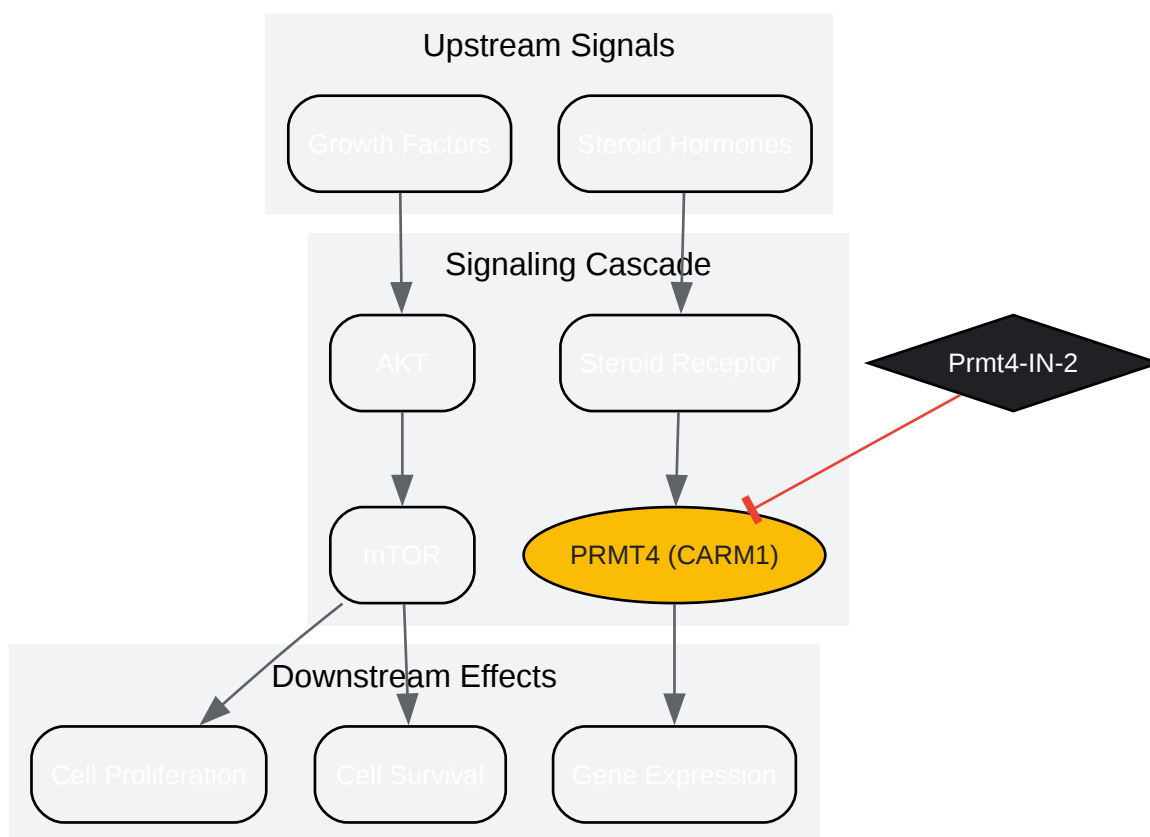 Upstream Signals
Growth Factors
Steroid Hormones
Signaling Cascade
AKT
Steroid Receptor
Prmt4-IN-2
mTOR
PRMT4 (CARM1)
Downstream Effects
Cell Proliferation
Cell Survival
Gene Expression